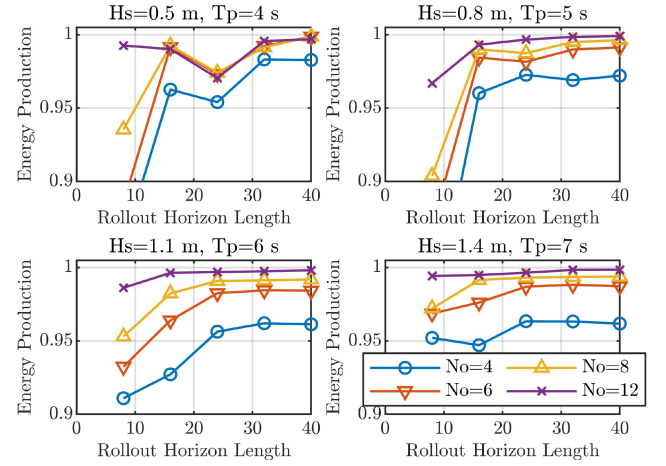 Hs=0.5 m, Tp=4 s
Energy Production
1
0.95
0.9
0 10 20 30 40
Rollout Horizon Length
Hs=0.8 m, Tp=5 s
Energy Production
1
0.95
0.9
0 10 20 30 40
Rollout Horizon Length
Hs=1.1 m, Tp=6 s
Energy Production
1
0.95
0.9
0 10 20 30 40
Rollout Horizon Length
Hs=1.4 m, Tp=7 s
Energy Production
1
0.95
0.9
No=4 No=8
No=6 No=12
0 10 20 30 40
Rollout Horizon Length